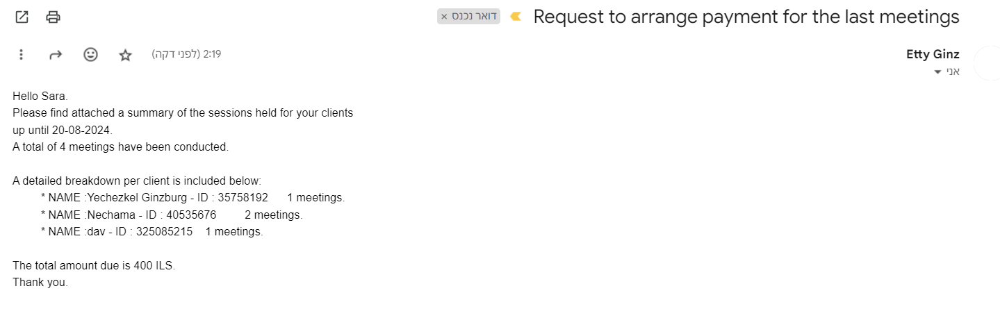 Request to arrange payment for the last meetings
דואר נכנס ×
Etty Ginz
2:19 (לפני דקה)
אני
Hello Sara.
Please find attached a summary of the sessions held for your clients
up until 20-08-2024.
A total of 4 meetings have been conducted.
A detailed breakdown per client is included below:
* NAME :Yechezkel Ginzburg - ID : 35758192 1 meetings.
* NAME :Nechama - ID : 40535676 2 meetings.
* NAME :dav - ID : 325085215 1 meetings.
The total amount due is 400 ILS.
Thank you.